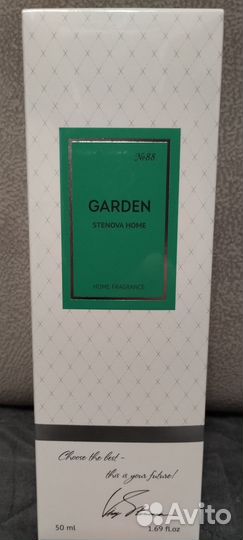 №88
GARDEN
STENOVA HOME
HOME FRAGRANCE
Choose the best -
this is your future!
50 ml 1.69 fl.oz
Avito